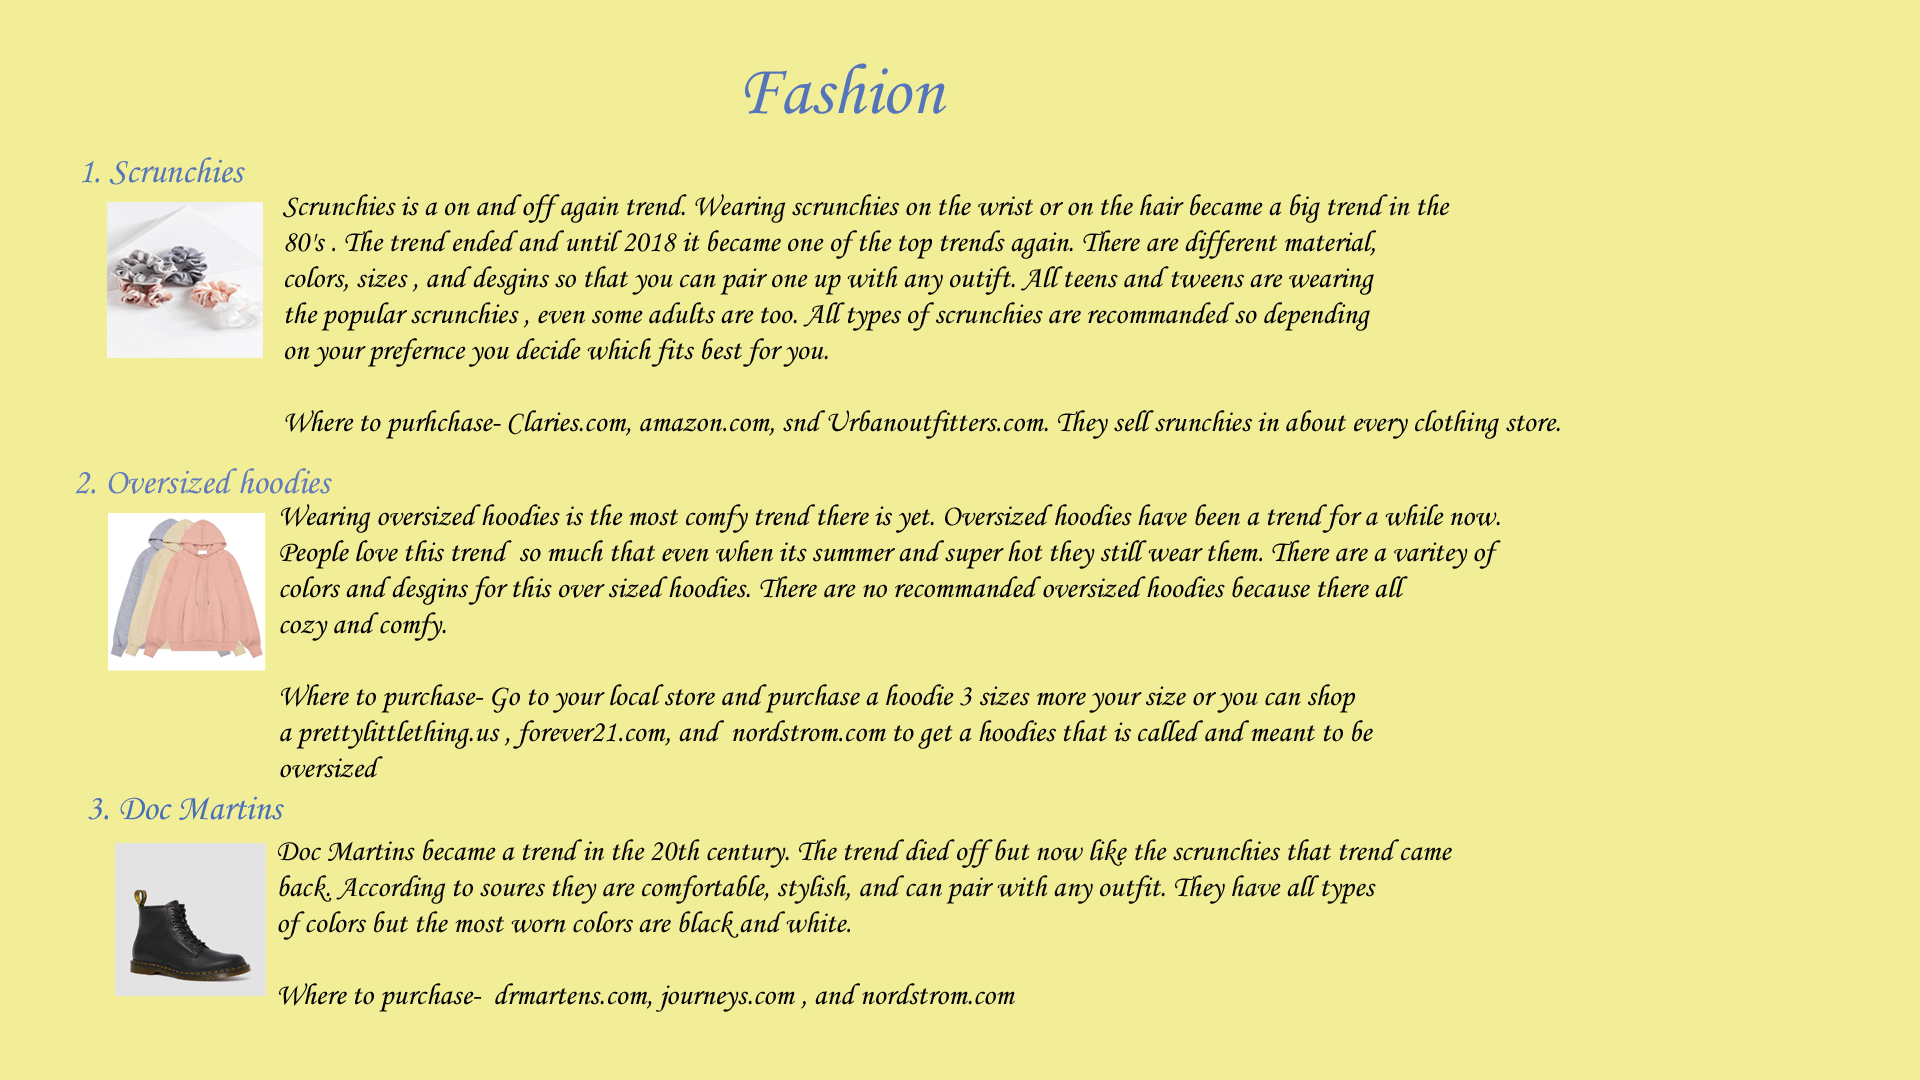 Fashion
1. Scrunchies
Scrunchies is a on and off again trend. Wearing scrunchies on the wrist or on the hair became a big trend in the
80's . The trend ended and until 2018 it became one of the top trends again. There are different material,
colors, sizes , and desgins so that you can pair one up with any outift. All teens and tweens are wearing
the popular scrunchies , even some adults are too. All types of scrunchies are recommanded so depending
on your prefernce you decide which fits best for you.
Where to purhchase- Claries.com, amazon.com, snd Urbanoutfitters.com. They sell srunchies in about every clothing store.
2. Oversized hoodies
Wearing oversized hoodies is the most comfy trend there is yet. Oversized hoodies have been a trend for a while now.
People love this trend  so much that even when its summer and super hot they still wear them. There are a varitey of
colors and desgins for this over sized hoodies. There are no recommanded oversized hoodies because there all
cozy and comfy.
Where to purchase- Go to your local store and purchase a hoodie 3 sizes more your size or you can shop
a prettylittlething.us , forever21.com, and  nordstrom.com to get a hoodies that is called and meant to be
oversized
3. Doc Martins
Doc Martins became a trend in the 20th century. The trend died off but now like the scrunchies that trend came
back. According to soures they are comfortable, stylish, and can pair with any outfit. They have all types
of colors but the most worn colors are black and white.
Where to purchase-  drmartens.com, journeys.com , and nordstrom.com